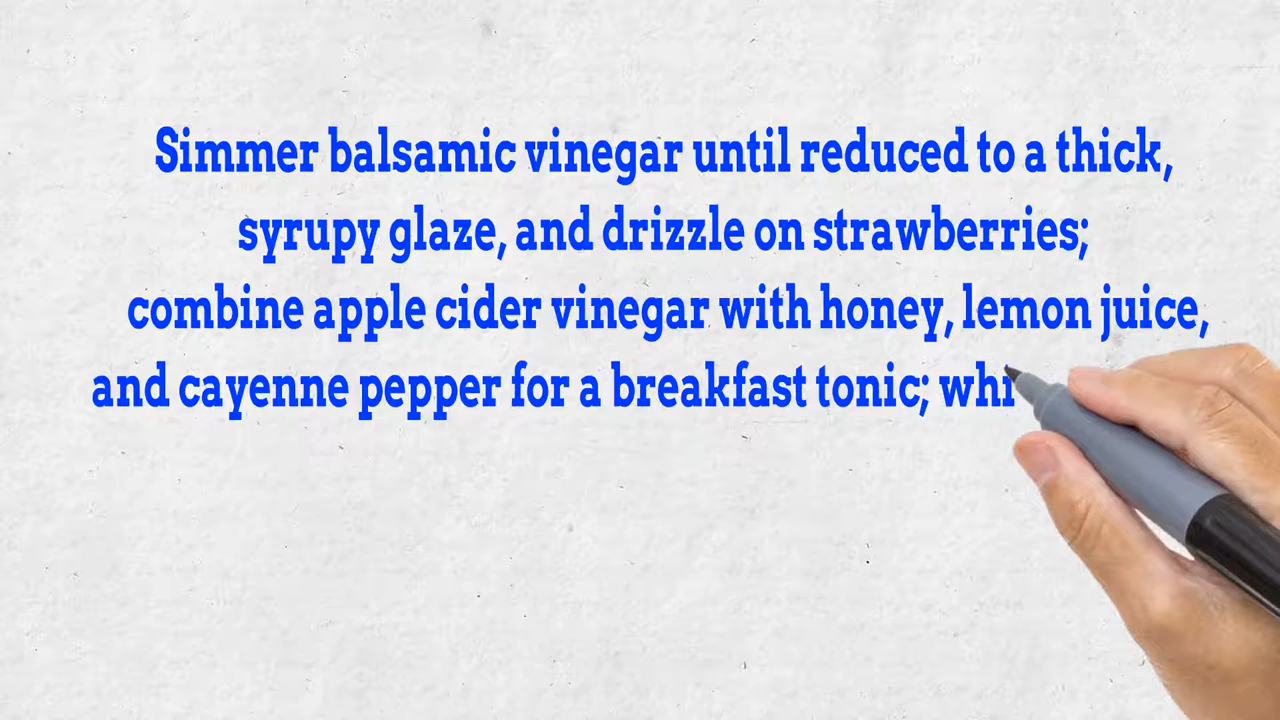 Simmer balsamic vinegar until reduced to a thick,
syrupy glaze, and drizzle on strawberries;
combine apple cider vinegar with honey, lemon juice,
and cayenne pepper for a breakfast tonic; whi